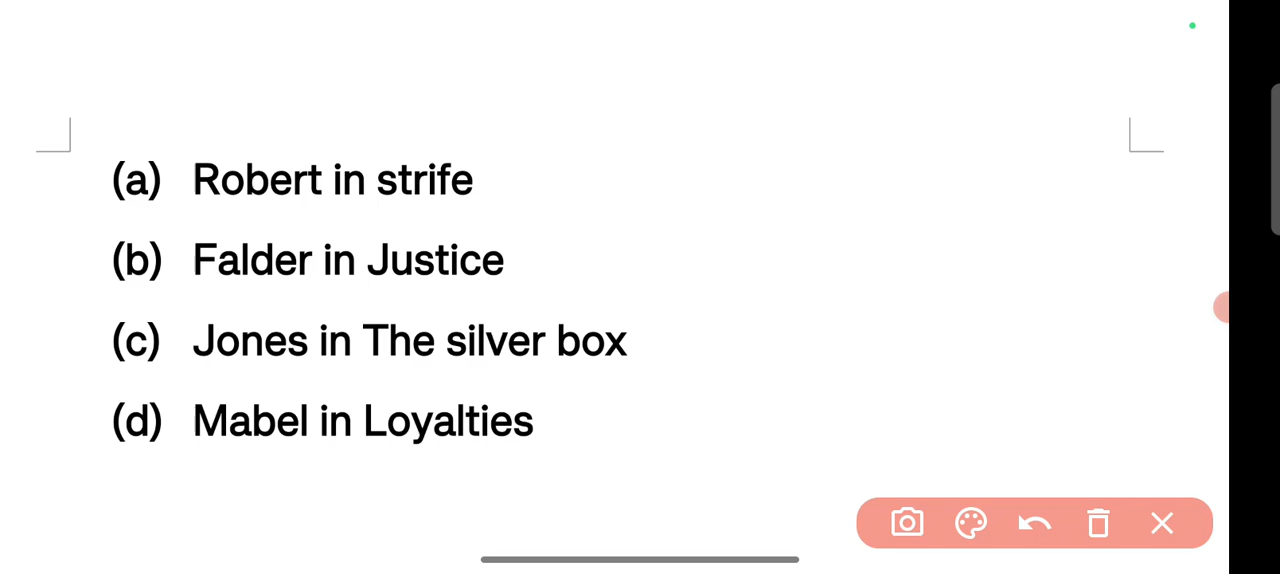 (a) Robert in strife
(b) Falder in Justice
(c) Jones in The silver box
(d) Mabel in Loyalties